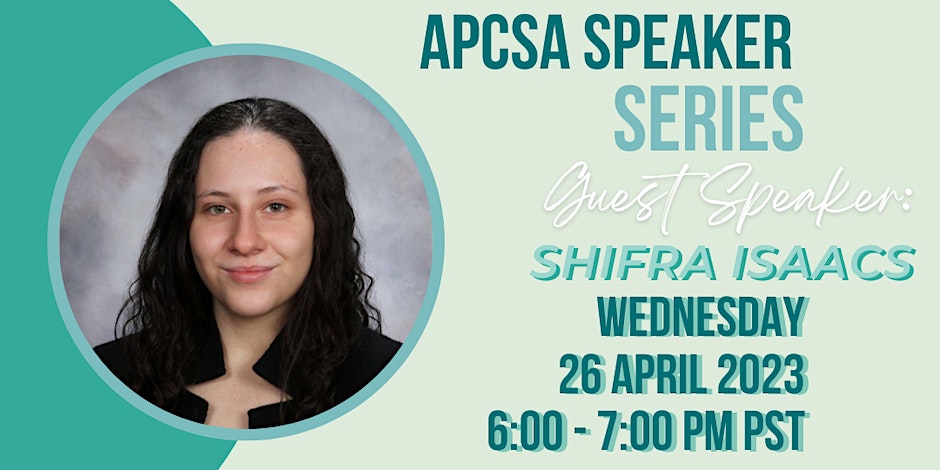 APCSA SPEAKER
SERIES
Guest Speaker:
SHIFRA ISAACS
WEDNESDAY
26 APRIL 2023
6:00 - 7:00 PM PST